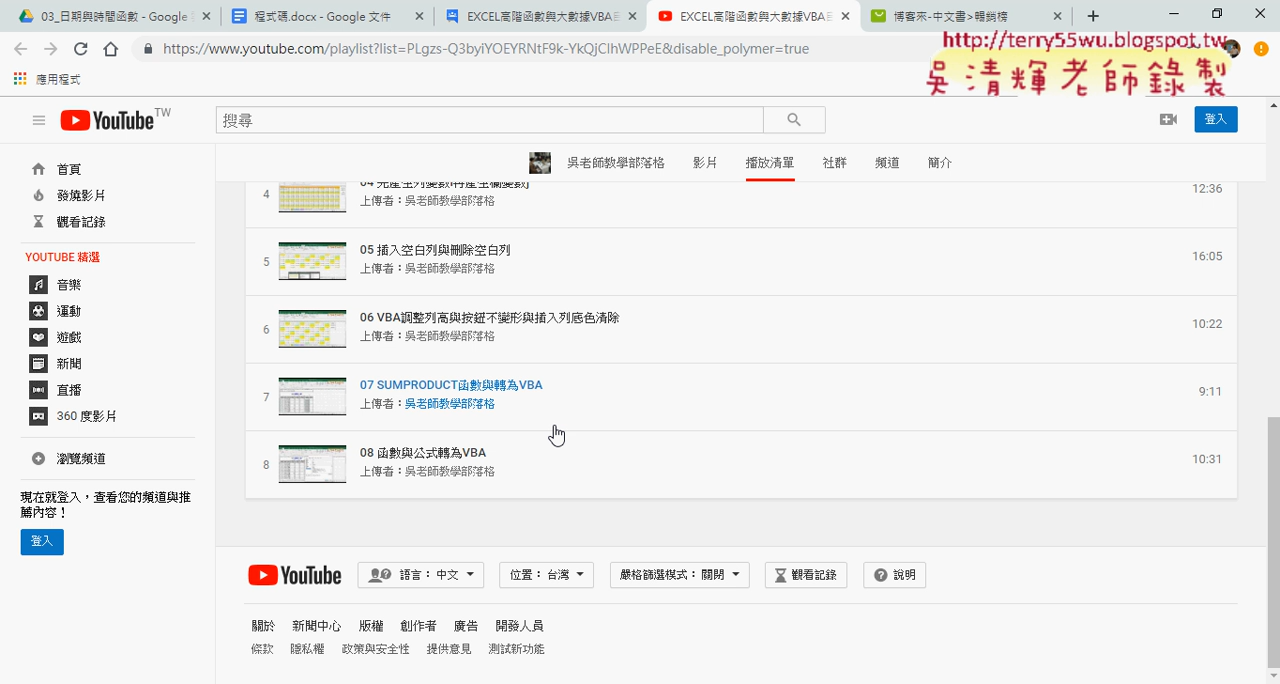 03_日期與時間函數 - Google
程式碼.docx - Google 文件
EXCEL高階函數與大數據VBA
EXCEL高階函數與大數據VBA
博客來-中文書>暢銷榜
https://www.youtube.com/playlist?list=PLgzs-Q3byiYOEYRNtF9k-YkQjClhWPPeE&disable_polymer=true
http://terry55wu.blogspot.tw
吳清輝老師錄製
應用程式
YouTube TW
搜尋
登入
首頁
發燒影片
觀看記錄
YOUTUBE 精選
音樂
運動
遊戲
新聞
直播
360 度影片
瀏覽頻道
現在就登入，查看您的頻道與推
薦內容！
登入
吳老師教學部落格
影片
播放清單
社群
頻道
簡介
4
04 先產生列變數再產生欄變數j
上傳者：吳老師教學部落格
12:36
5
05 插入空白列與刪除空白列
上傳者：吳老師教學部落格
16:05
6
06 VBA調整列高與按鈕不變形與插入列底色清除
上傳者：吳老師教學部落格
10:22
7
07 SUMPRODUCT函數與轉為VBA
上傳者：吳老師教學部落格
9:11
8
08 函數與公式轉為VBA
上傳者：吳老師教學部落格
10:31
YouTube
語言： 中文
位置： 台灣
嚴格篩選模式： 關閉
觀看記錄
說明
關於
新聞中心
版權
創作者
廣告
開發人員
條款
隱私權
政策與安全性
提供意見
測試新功能